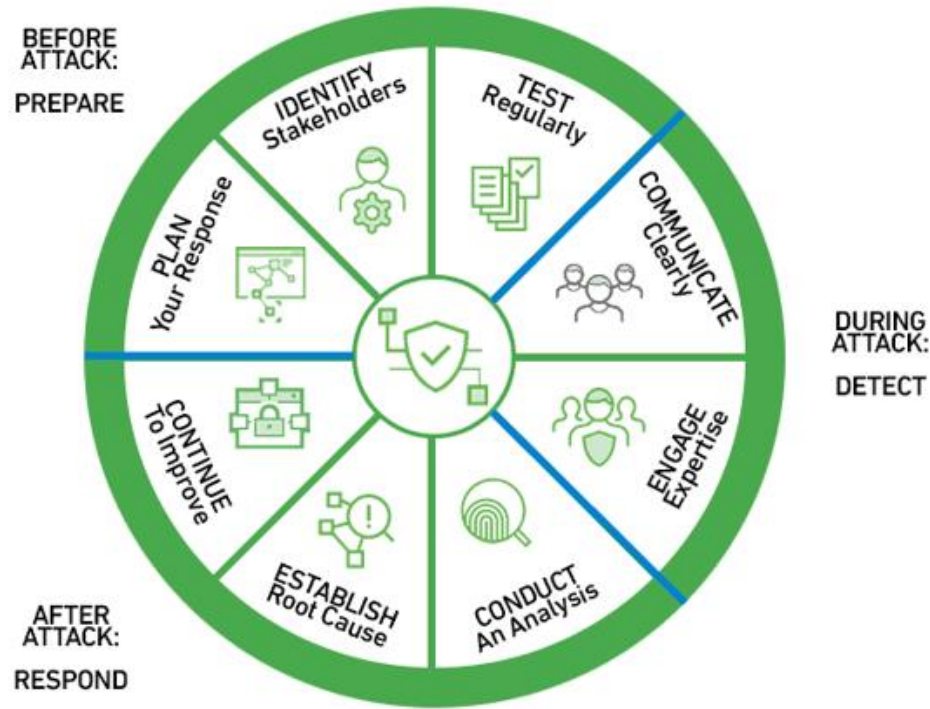 BEFORE
ATTACK:
PREPARE
PLAN
Your Response
IDENTIFY
Stakeholders
TEST
Regularly
COMMUNICATE
Clearly
DURING
ATTACK:
DETECT
ENGAGE
Expertise
CONDUCT
An Analysis
ESTABLISH
Root Cause
CONTINUE
To Improve
AFTER
ATTACK:
RESPOND